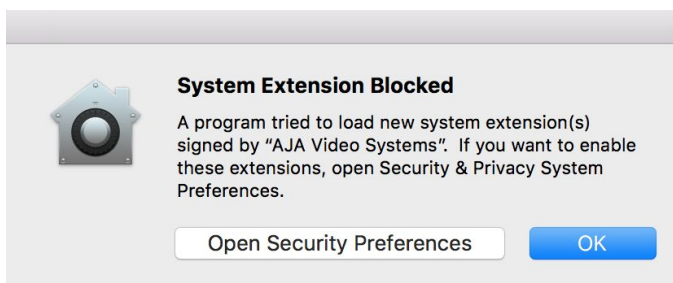 System Extension Blocked
A program tried to load new system extension(s)
signed by “AJA Video Systems”.  If you want to enable
these extensions, open Security & Privacy System
Preferences.
Open Security Preferences
OK